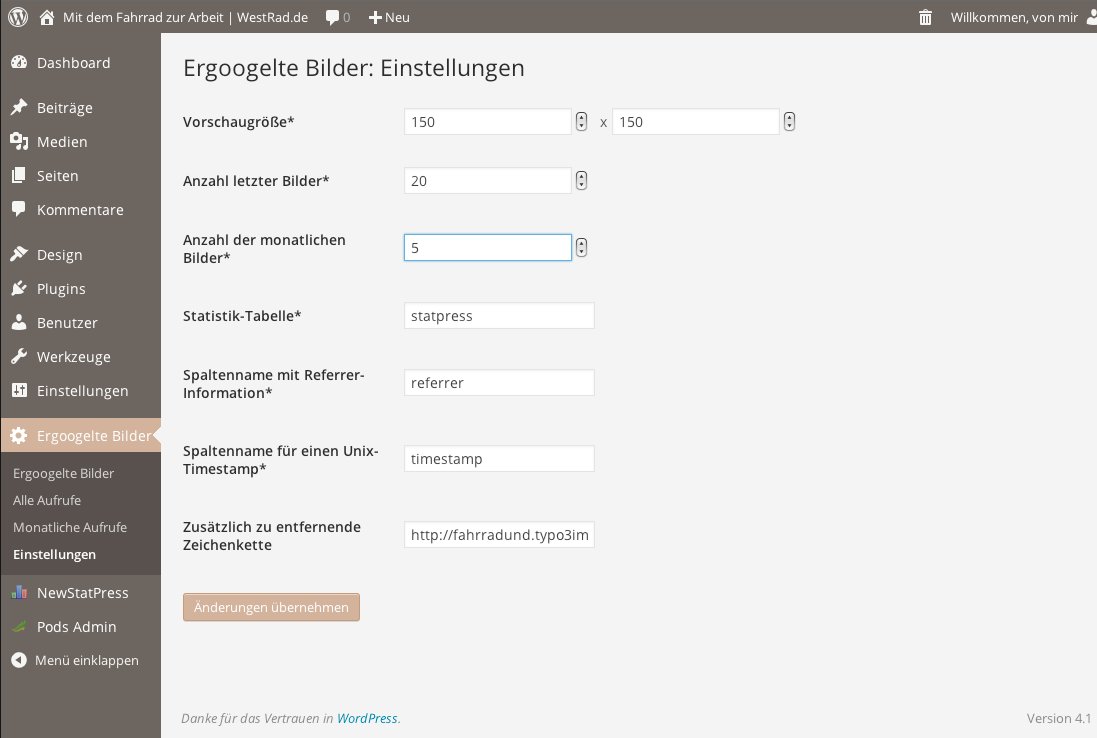 Mit dem Fahrrad zur Arbeit | WestRad.de 0 Neu Willkommen, von mir
Dashboard
Beiträge
Medien
Seiten
Kommentare
Design
Plugins
Benutzer
Werkzeuge
Einstellungen
Ergoogelte Bilder
Ergoogelte Bilder
Alle Aufrufe
Monatliche Aufrufe
Einstellungen
NewStatPress
Pods Admin
Menü einklappen
Ergoogelte Bilder: Einstellungen
Vorschaugröße* 150 x 150
Anzahl letzter Bilder* 20
Anzahl der monatlichen
Bilder* 5
Statistik-Tabelle* statpress
Spaltenname mit Referrer-
Information* referrer
Spaltenname für einen Unix-
Timestamp* timestamp
Zusätzlich zu entfernende
Zeichenkette http://fahrradund.typo3im
Änderungen übernehmen
Danke für das Vertrauen in WordPress. Version 4.1